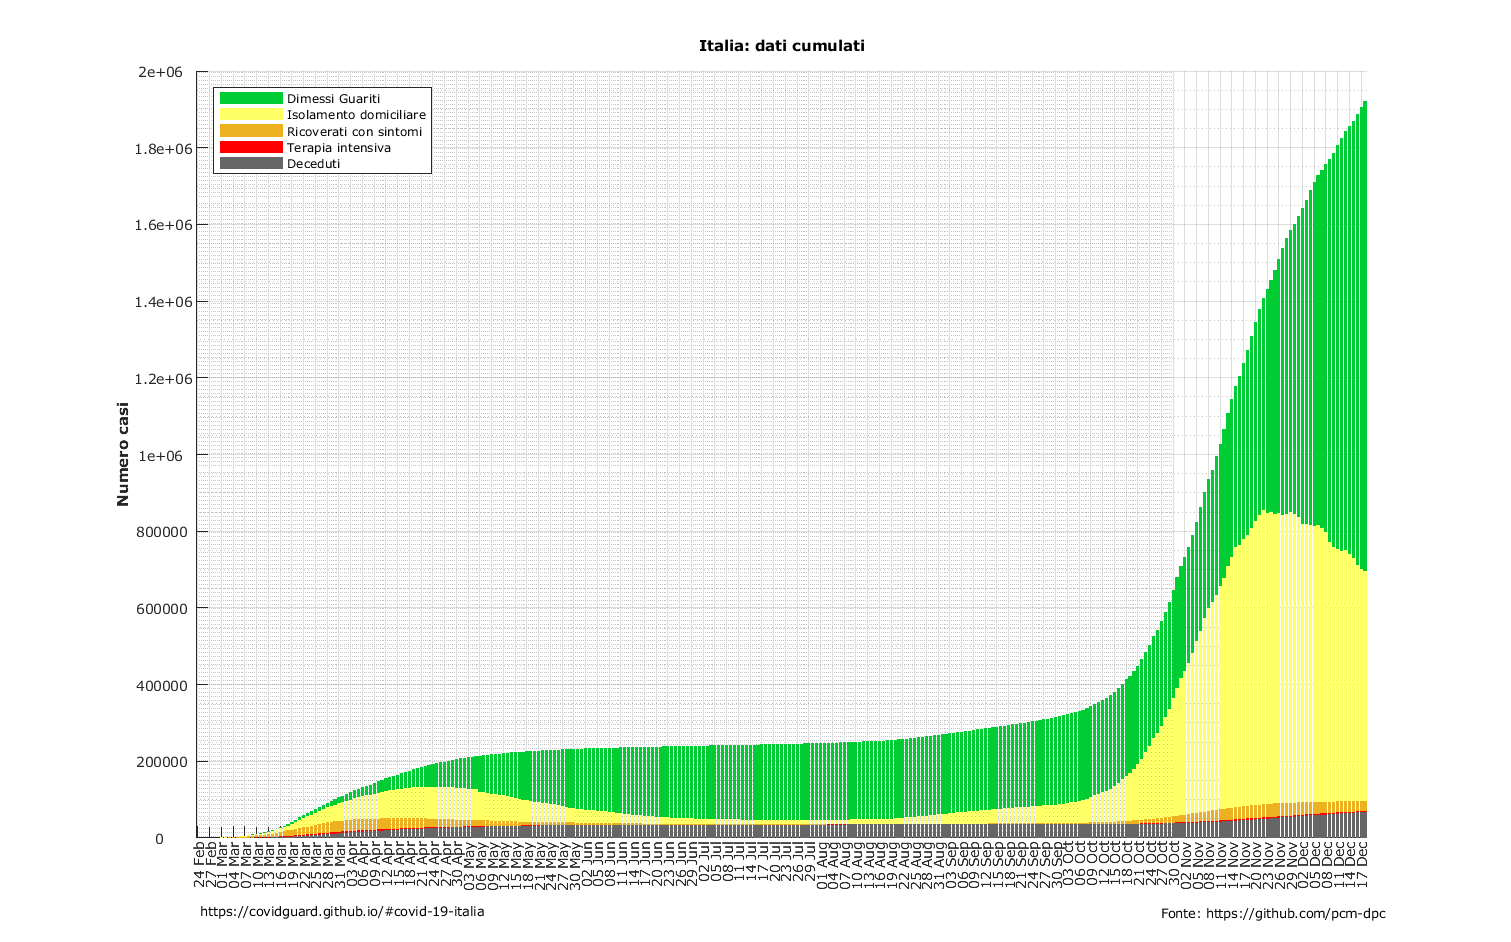 Italia: dati cumulati
Dimessi Guariti
Isolamento domiciliare
Ricoverati con sintomi
Terapia intensiva
Deceduti
Numero casi
2e+06
1.8e+06
1.6e+06
1.4e+06
1.2e+06
1e+06
800000
600000
400000
200000
0
24 Feb
27 Feb
01 Mar
04 Mar
07 Mar
10 Mar
13 Mar
16 Mar
19 Mar
22 Mar
25 Mar
28 Mar
31 Mar
03 Apr
06 Apr
09 Apr
12 Apr
15 Apr
18 Apr
21 Apr
24 Apr
27 Apr
30 Apr
03 May
06 May
09 May
12 May
15 May
18 May
21 May
24 May
27 May
30 May
02 Jun
05 Jun
08 Jun
11 Jun
14 Jun
17 Jun
20 Jun
23 Jun
26 Jun
29 Jun
02 Jul
05 Jul
08 Jul
11 Jul
14 Jul
17 Jul
20 Jul
23 Jul
26 Jul
29 Jul
01 Aug
04 Aug
07 Aug
10 Aug
13 Aug
16 Aug
19 Aug
22 Aug
25 Aug
28 Aug
31 Aug
03 Sep
06 Sep
09 Sep
12 Sep
15 Sep
18 Sep
21 Sep
24 Sep
27 Sep
30 Sep
03 Oct
06 Oct
09 Oct
12 Oct
15 Oct
18 Oct
21 Oct
24 Oct
27 Oct
30 Oct
02 Nov
05 Nov
08 Nov
11 Nov
14 Nov
17 Nov
20 Nov
23 Nov
26 Nov
29 Nov
02 Dec
05 Dec
08 Dec
11 Dec
14 Dec
17 Dec
https://covidguard.github.io/#covid-19-italia
Fonte: https://github.com/pcm-dpc